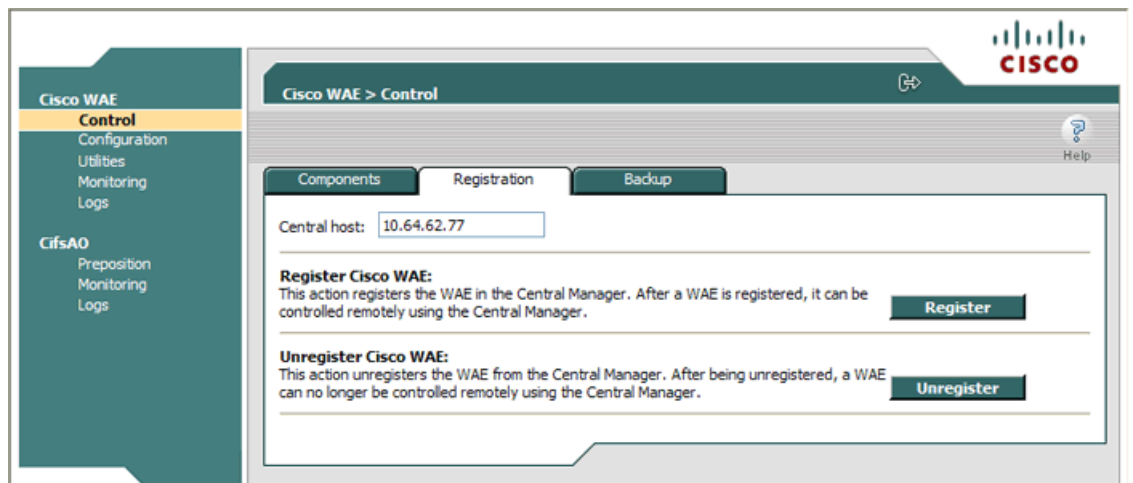 CISCO
Cisco WAE
Control
Configuration
Utilities
Monitoring
Logs
CifsAO
Preposition
Monitoring
Logs
Cisco WAE > Control
Help
Components
Registration
Backup
Central host: 10.64.62.77
Register Cisco WAE:
This action registers the WAE in the Central Manager. After a WAE is registered, it can be
controlled remotely using the Central Manager.
Register
Unregister Cisco WAE:
This action unregisters the WAE from the Central Manager. After being unregistered, a WAE
can no longer be controlled remotely using the Central Manager.
Unregister